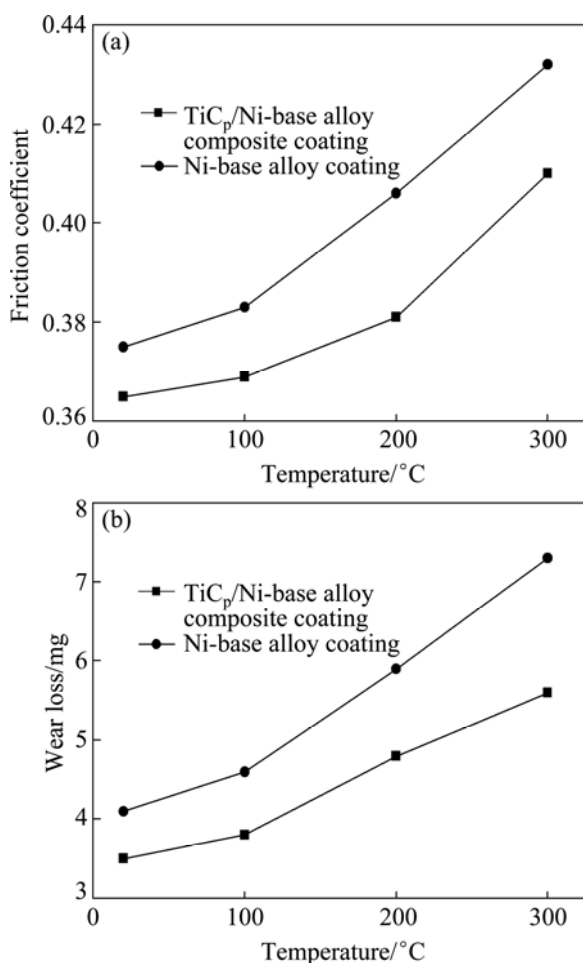 0.44
(a)
TiCp/Ni-base alloy
composite coating
Ni-base alloy coating
0.42
0.40
0.38
0.36
Friction coefficient
0 100 200 300
Temperature/°C
8
(b)
7
TiCp/Ni-base alloy
composite coating
Ni-base alloy coating
6
5
4
3
Wear loss/mg
0 100 200 300
Temperature/°C